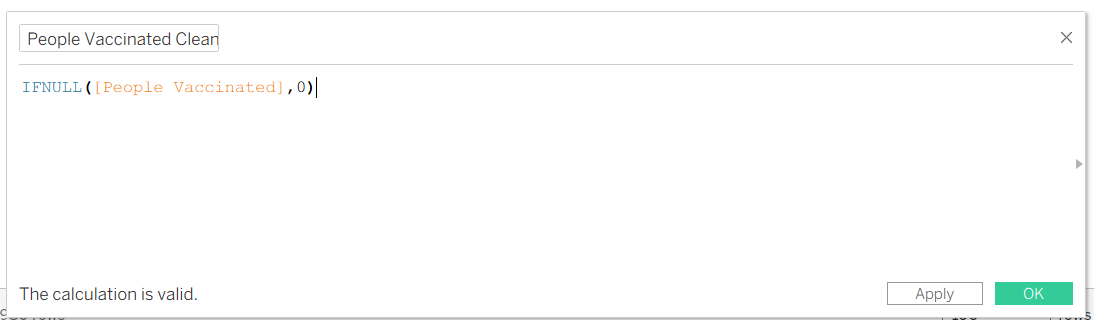 People Vaccinated Clean
IFNULL([People Vaccinated],0)
The calculation is valid.
Apply
OK